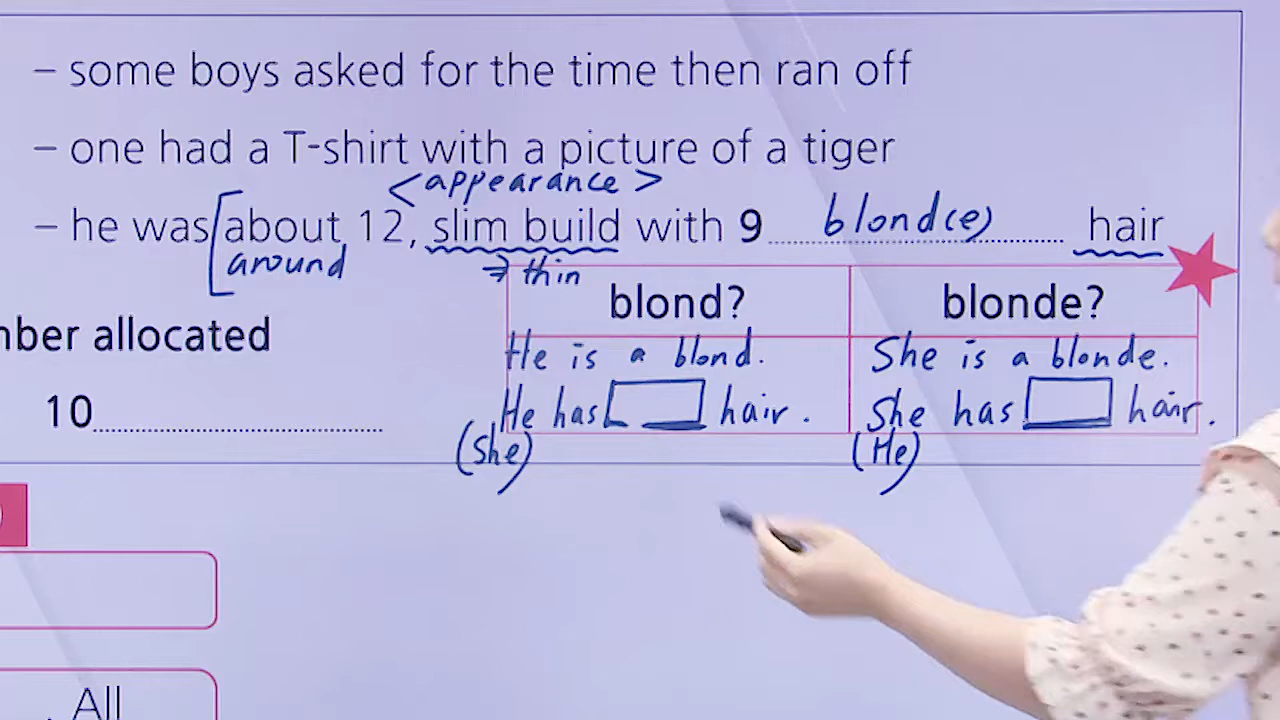 – some boys asked for the time then ran off
– one had a T-shirt with a picture of a tiger
<appearance>
– he was about 12, slim build with 9 blond(e) hair
around
→ thin
blond? blonde?
mber allocated
He is a blond. She is a blonde.
10 He has hair. She has hair.
(She) (He)
. All